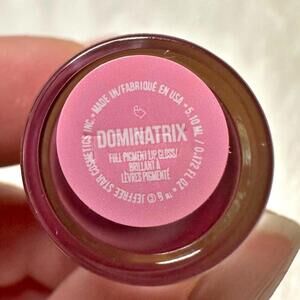 MADE IN/FABRIQUÉ EN USA • 5.10 ML / 0.172 FL OZ •
DOMINATRIX
FULL PIGMENT LIP GLOSS/
BRILLANT À
LÈVRES PIGMENTÉ
JEFFREE STAR COSMETICS INC. •